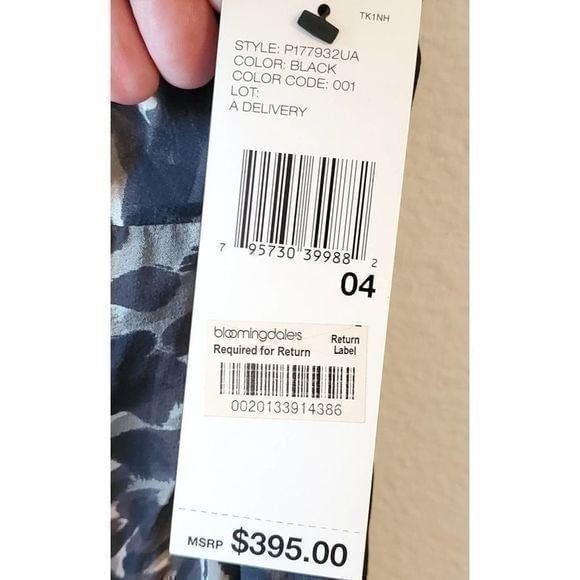 TK1NH
STYLE: P177932UA
COLOR: BLACK
COLOR CODE: 001
LOT:
A DELIVERY
7 95730 39988 2
04
bloomingdale's Return
Required for Return Label
0020133914386
MSRP $395.00